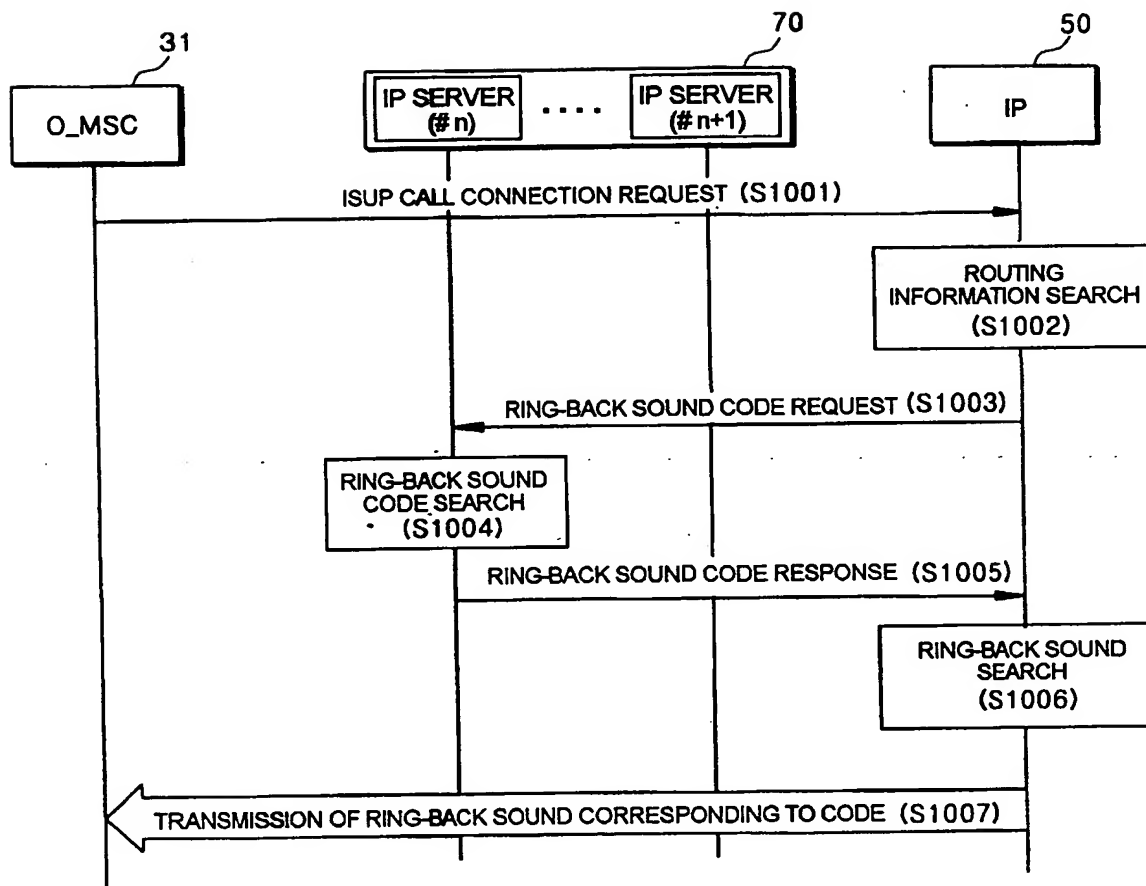 31
70
50
O_MSC
IP SERVER
(#n)
....
IP SERVER
(#n+1)
IP
ISUP CALL CONNECTION REQUEST (S1001)
ROUTING
INFORMATION SEARCH
(S1002)
RING-BACK SOUND CODE REQUEST (S1003)
RING-BACK SOUND
CODE SEARCH
(S1004)
RING-BACK SOUND CODE RESPONSE (S1005)
RING-BACK SOUND
SEARCH
(S1006)
TRANSMISSION OF RING-BACK SOUND CORRESPONDING TO CODE (S1007)